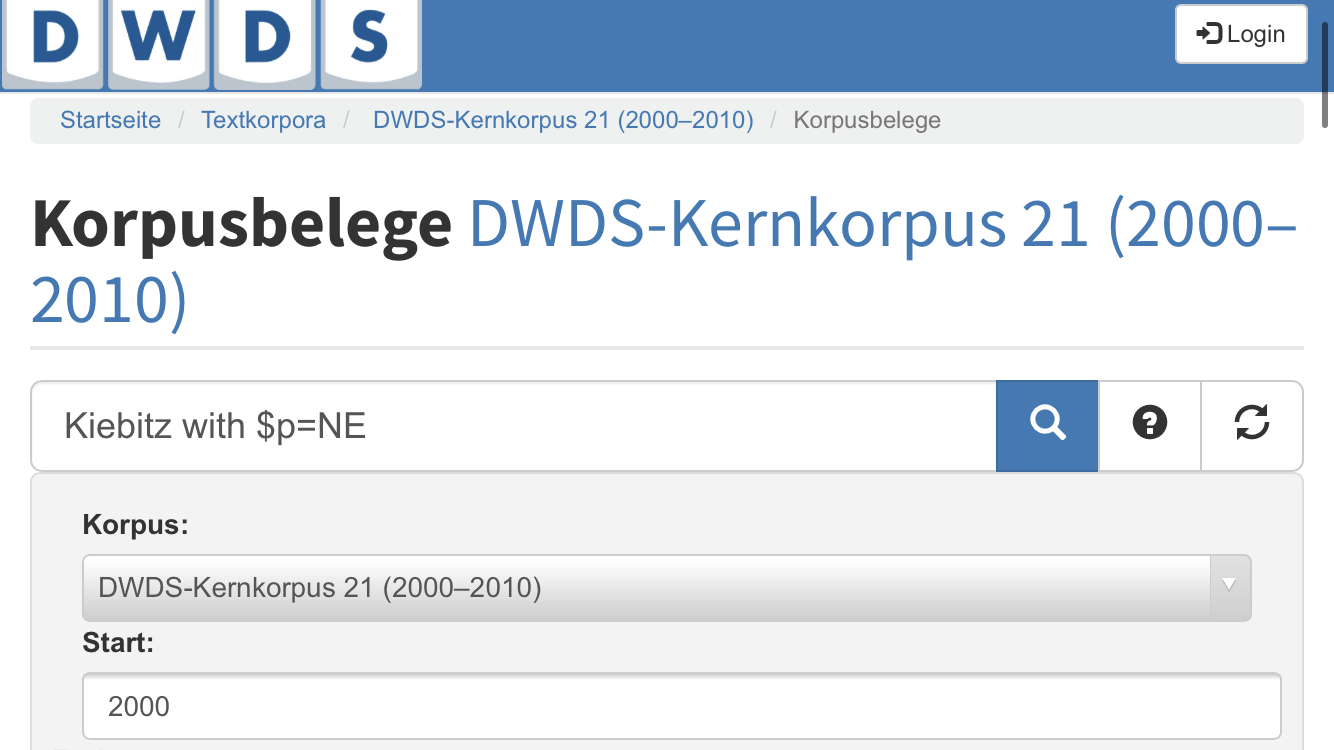 D W D S
Login
Startseite / Textkorpora / DWDS-Kernkorpus 21 (2000–2010) / Korpusbelege
Korpusbelege DWDS-Kernkorpus 21 (2000–
2010)
Kiebitz with $p=NE
Korpus:
DWDS-Kernkorpus 21 (2000–2010)
Start:
2000